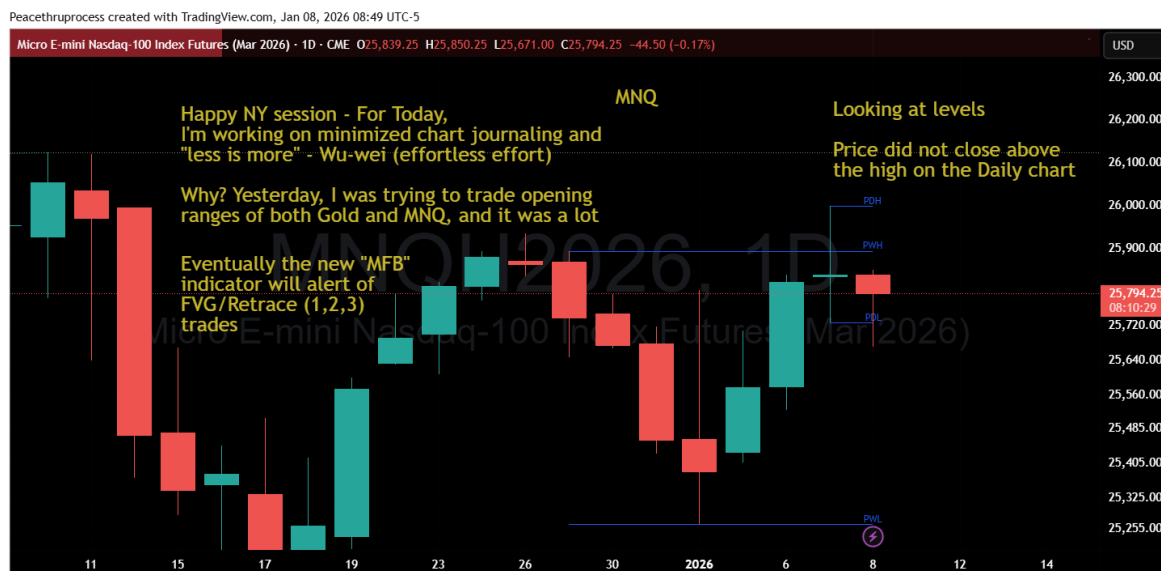 Peacethruprocess created with TradingView.com, Jan 08, 2026 08:49 UTC-5
Micro E-mini Nasdaq-100 Index Futures (Mar 2026) · 1D · CME O25,839.25 H25,850.25 L25,671.00 C25,794.25 −44.50 (−0.17%)
USD
MNQ
Happy NY session - For Today,
I'm working on minimized chart journaling and
"less is more" - Wu-wei (effortless effort)
Why? Yesterday, I was trying to trade opening
ranges of both Gold and MNQ, and it was a lot
Eventually the new "MFB"
indicator will alert of
FVG/Retrace (1,2,3)
trades
Looking at levels
Price did not close above
the high on the Daily chart
PDH
PWH
PDL
PWL
MNQH2026, 1D
Micro E-mini Nasdaq-100 Index Futures (Mar 2026)
26,300.00
26,200.00
26,100.00
26,000.00
25,900.00
25,794.25
08:10:29
25,720.00
25,640.00
25,560.00
25,485.00
25,405.00
25,325.00
25,255.00
11 15 17 19 23 26 30 2026 6 8 12 14